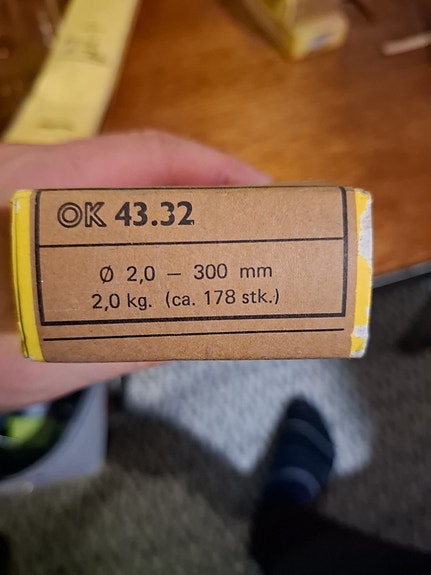 OK 43.32
Ø 2,0 — 300 mm
2,0 kg. (ca. 178 stk.)